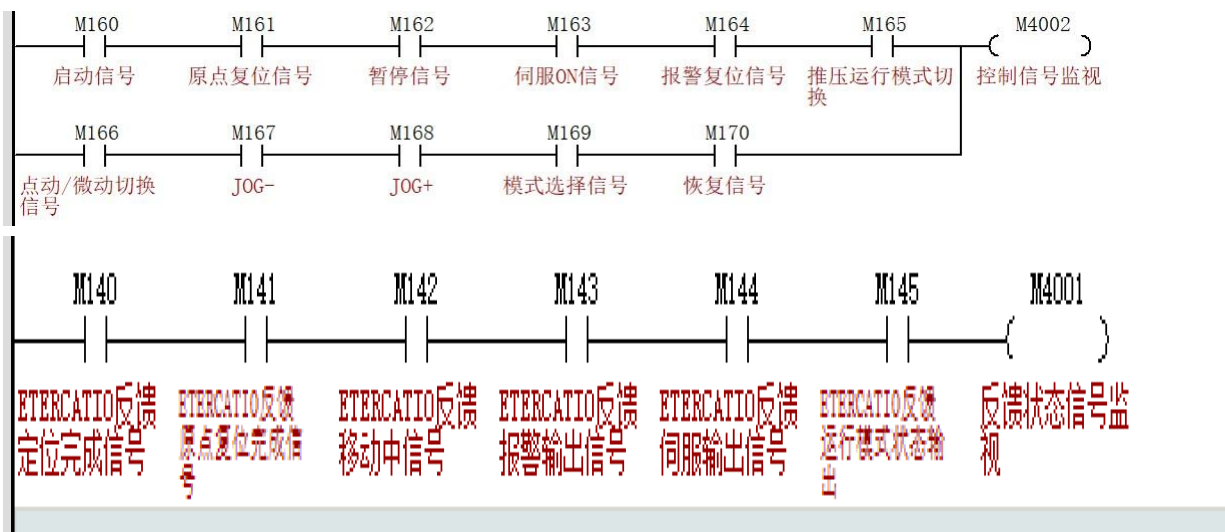 M160 M161 M162 M163 M164 M165 M4002
启动信号 原点复位信号 暂停信号 伺服ON信号 报警复位信号 推压运行模式切 控制信号监视
换
M166 M167 M168 M169 M170
点动/微动切换 JOG- JOG+ 模式选择信号 恢复信号
信号
M140 M141 M142 M143 M144 M145 M4001
ETERCATIO反馈 ETERCATIO反馈 ETERCATIO反馈 ETERCATIO反馈 ETERCATIO反馈 ETERCATIO反馈 反馈状态信号监
定位完成信号 原点复位完成信 移动中信号 报警输出信号 伺服输出信号 运行模式状态输 视
号 出